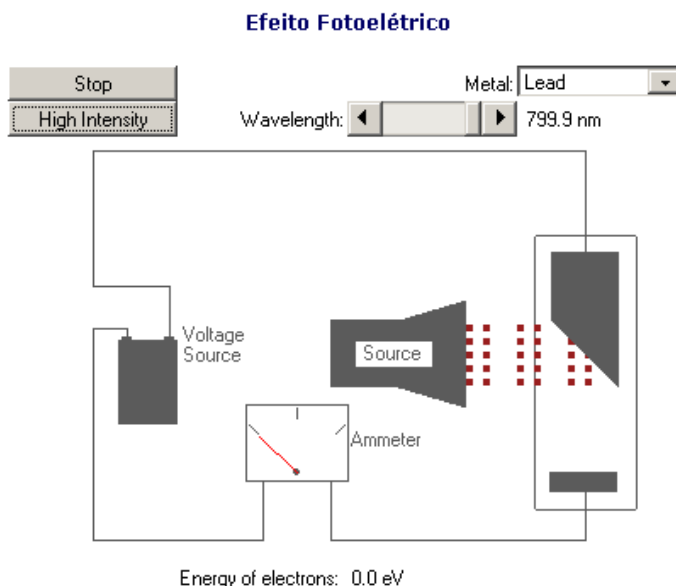 Efeito Fotoelétrico
Stop
Metal: Lead
High Intensity
Wavelength: 799.9 nm
Voltage
Source
Source
Ammeter
Energy of electrons: 0.0 eV